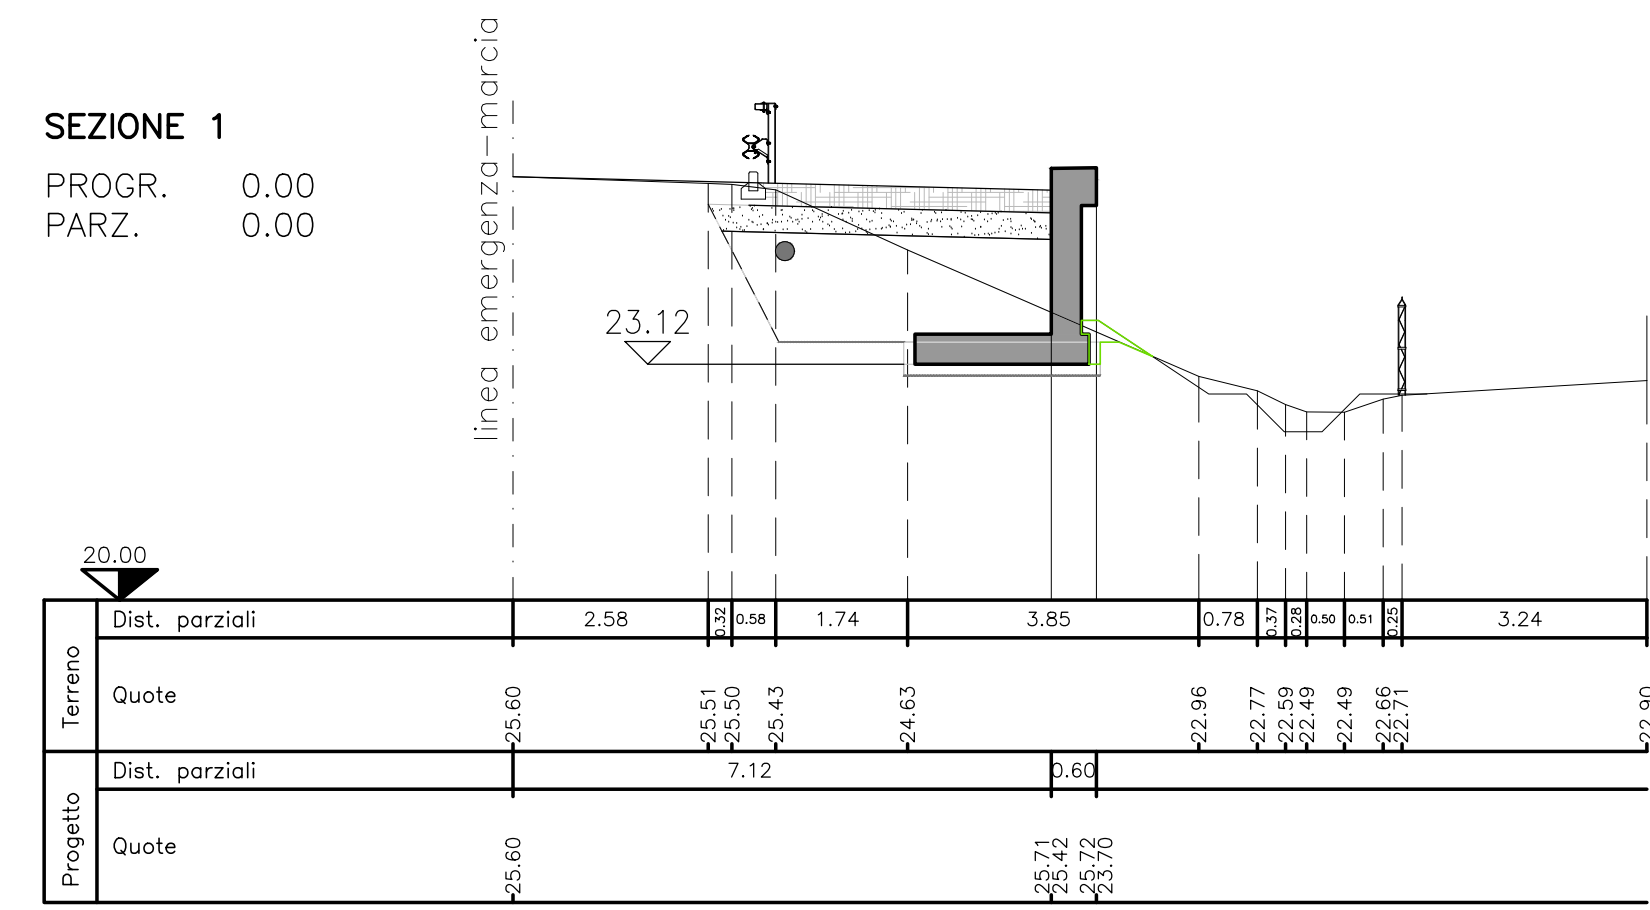 linea emergenza-marcia
SEZIONE 1
PROGR. 0.00
PARZ. 0.00
23.12
20.00
Terreno
Dist. parziali 2.58 0.32 0.58 1.74 3.85 0.78 0.37 0.28 0.50 0.51 0.25 3.24
Quote 25.60 25.51 25.50 25.43 24.63 22.96 22.77 22.59 22.49 22.49 22.66 22.71 22.90
Progetto
Dist. parziali 7.12 0.60
Quote 25.60 25.71 25.42 25.72 23.70